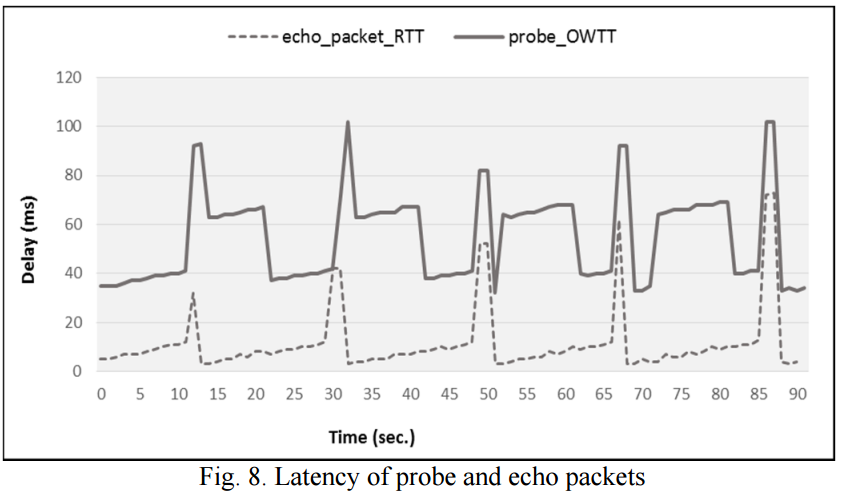 echo_packet_RTT probe_OWTT
120
100
80
60
40
20
0
Delay (ms)
0 5 10 15 20 25 30 35 40 45 50 55 60 65 70 75 80 85 90
Time (sec.)
Fig. 8. Latency of probe and echo packets